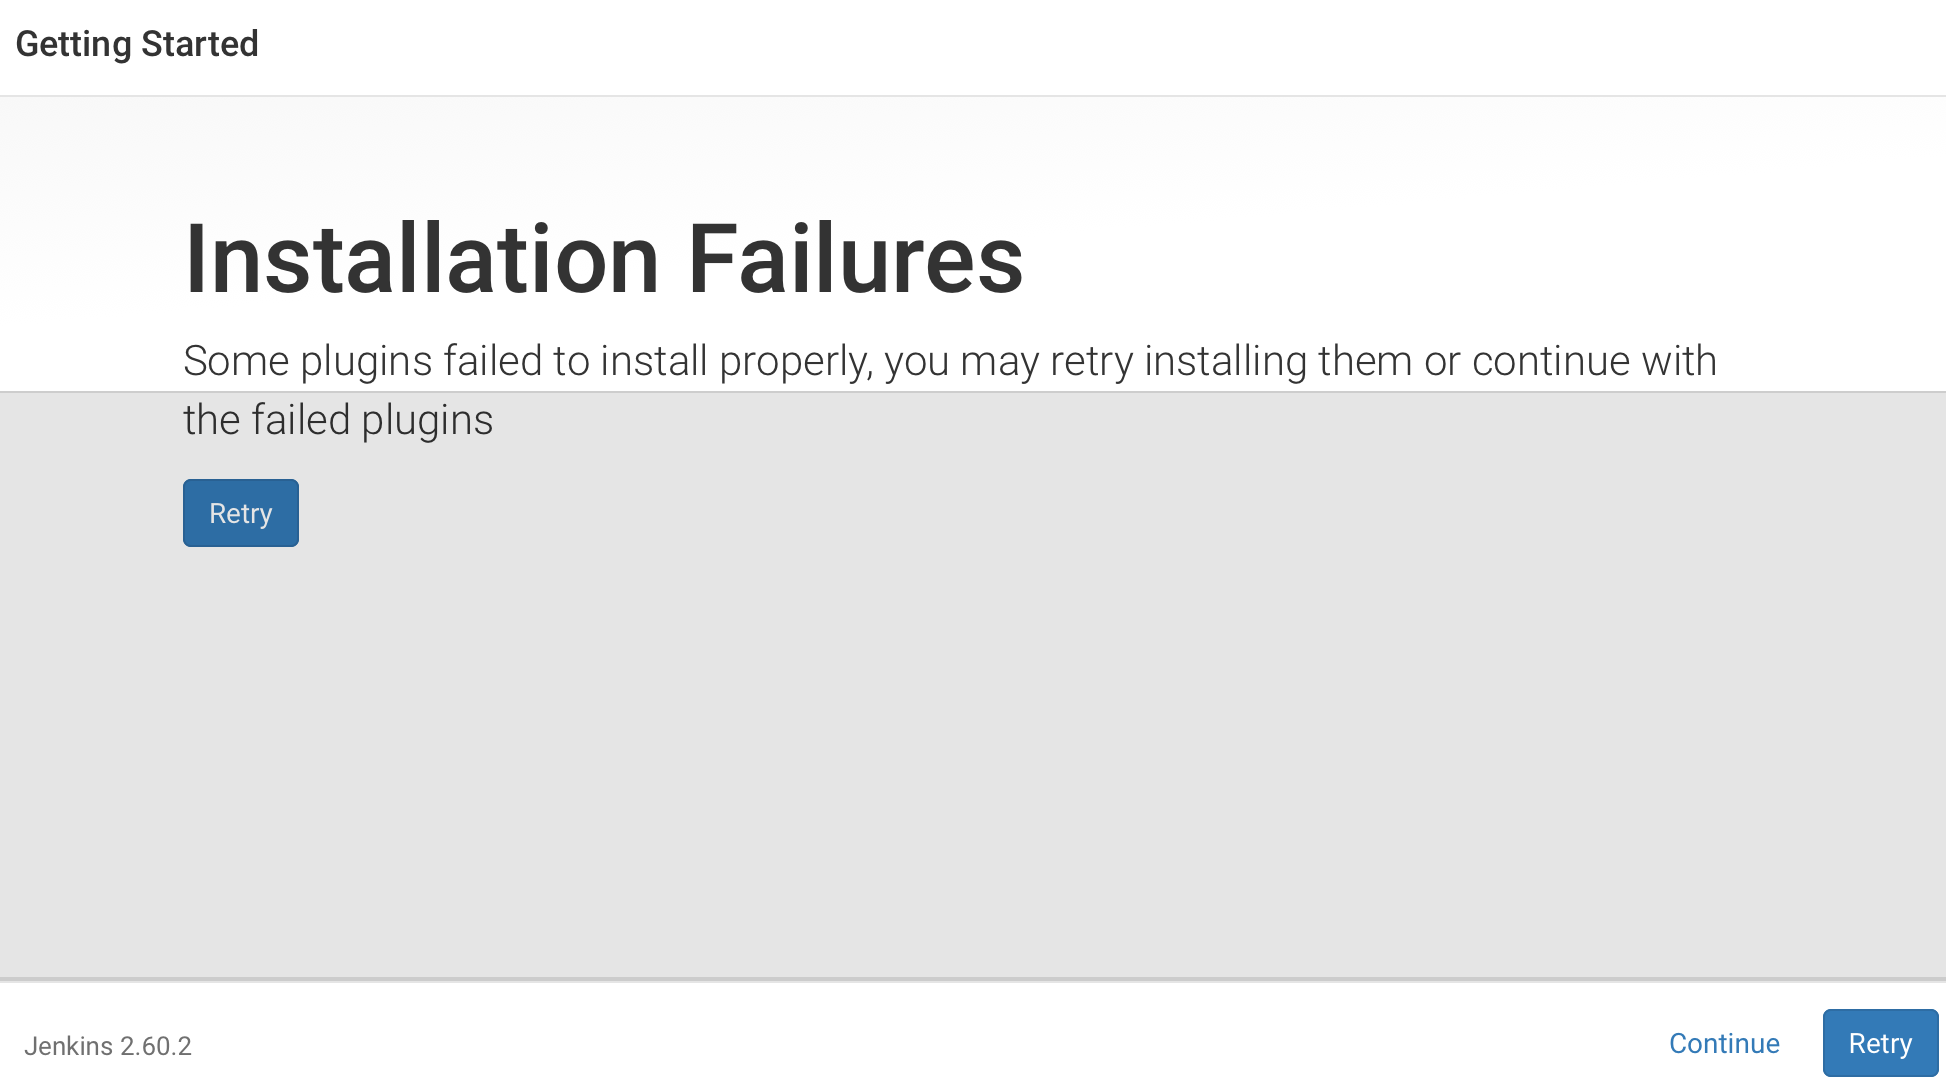 Getting Started
Installation Failures
Some plugins failed to install properly, you may retry installing them or continue with
the failed plugins
Retry
Jenkins 2.60.2
Continue
Retry